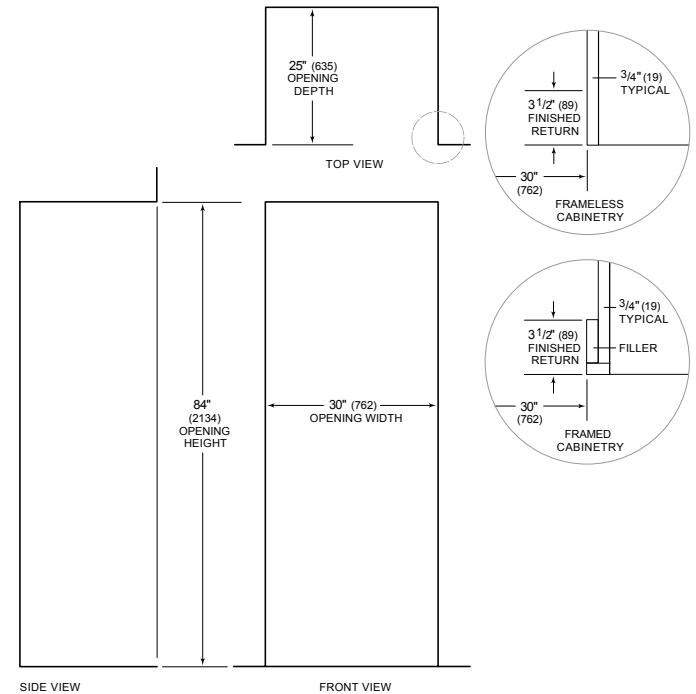 25" (635)
OPENING
DEPTH
TOP VIEW
3/4" (19)
TYPICAL
3 1/2" (89)
FINISHED
RETURN
30"
(762)
FRAMELESS
CABINETRY
3/4" (19)
TYPICAL
3 1/2" (89)
FINISHED
RETURN
FILLER
30"
(762)
FRAMED
CABINETRY
84"
(2134)
OPENING
HEIGHT
30" (762)
OPENING WIDTH
SIDE VIEW
FRONT VIEW